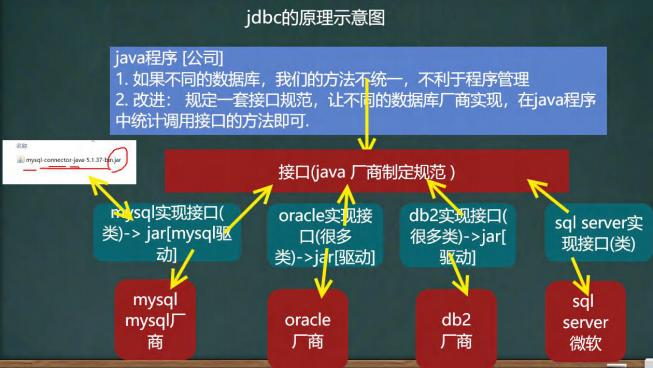 jdbc的原理示意图
java程序 [公司]
1. 如果不同的数据库，我们的方法不统一，不利于程序管理
2. 改进： 规定一套接口规范，让不同的数据库厂商实现，在java程序
中统计调用接口的方法即可.
名称
mysql-connector-java-5.1.37-bin.jar
接口(java 厂商制定规范 )
mysql实现接口(
类)-> jar[mysql驱
动]
oracle实现接
口(很多
类)->jar[驱动]
db2实现接口(
很多类)->jar[
驱动]
sql server实
现接口(类)
mysql
mysql厂
商
oracle
厂商
db2
厂商
sql
server
微软